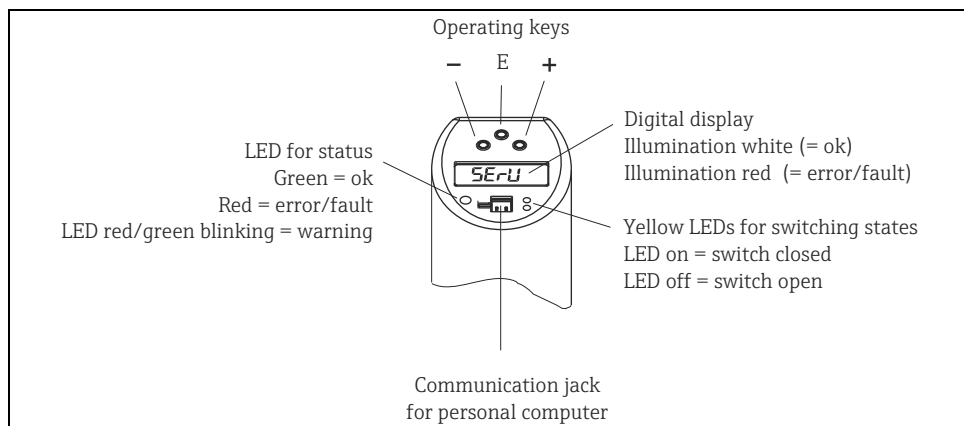 Operating keys
– E +
Digital display
Illumination white (= ok)
Illumination red (= error/fault)
LED for status
Green = ok
Red = error/fault
LED red/green blinking = warning
SErU
Yellow LEDs for switching states
LED on = switch closed
LED off = switch open
Communication jack
for personal computer